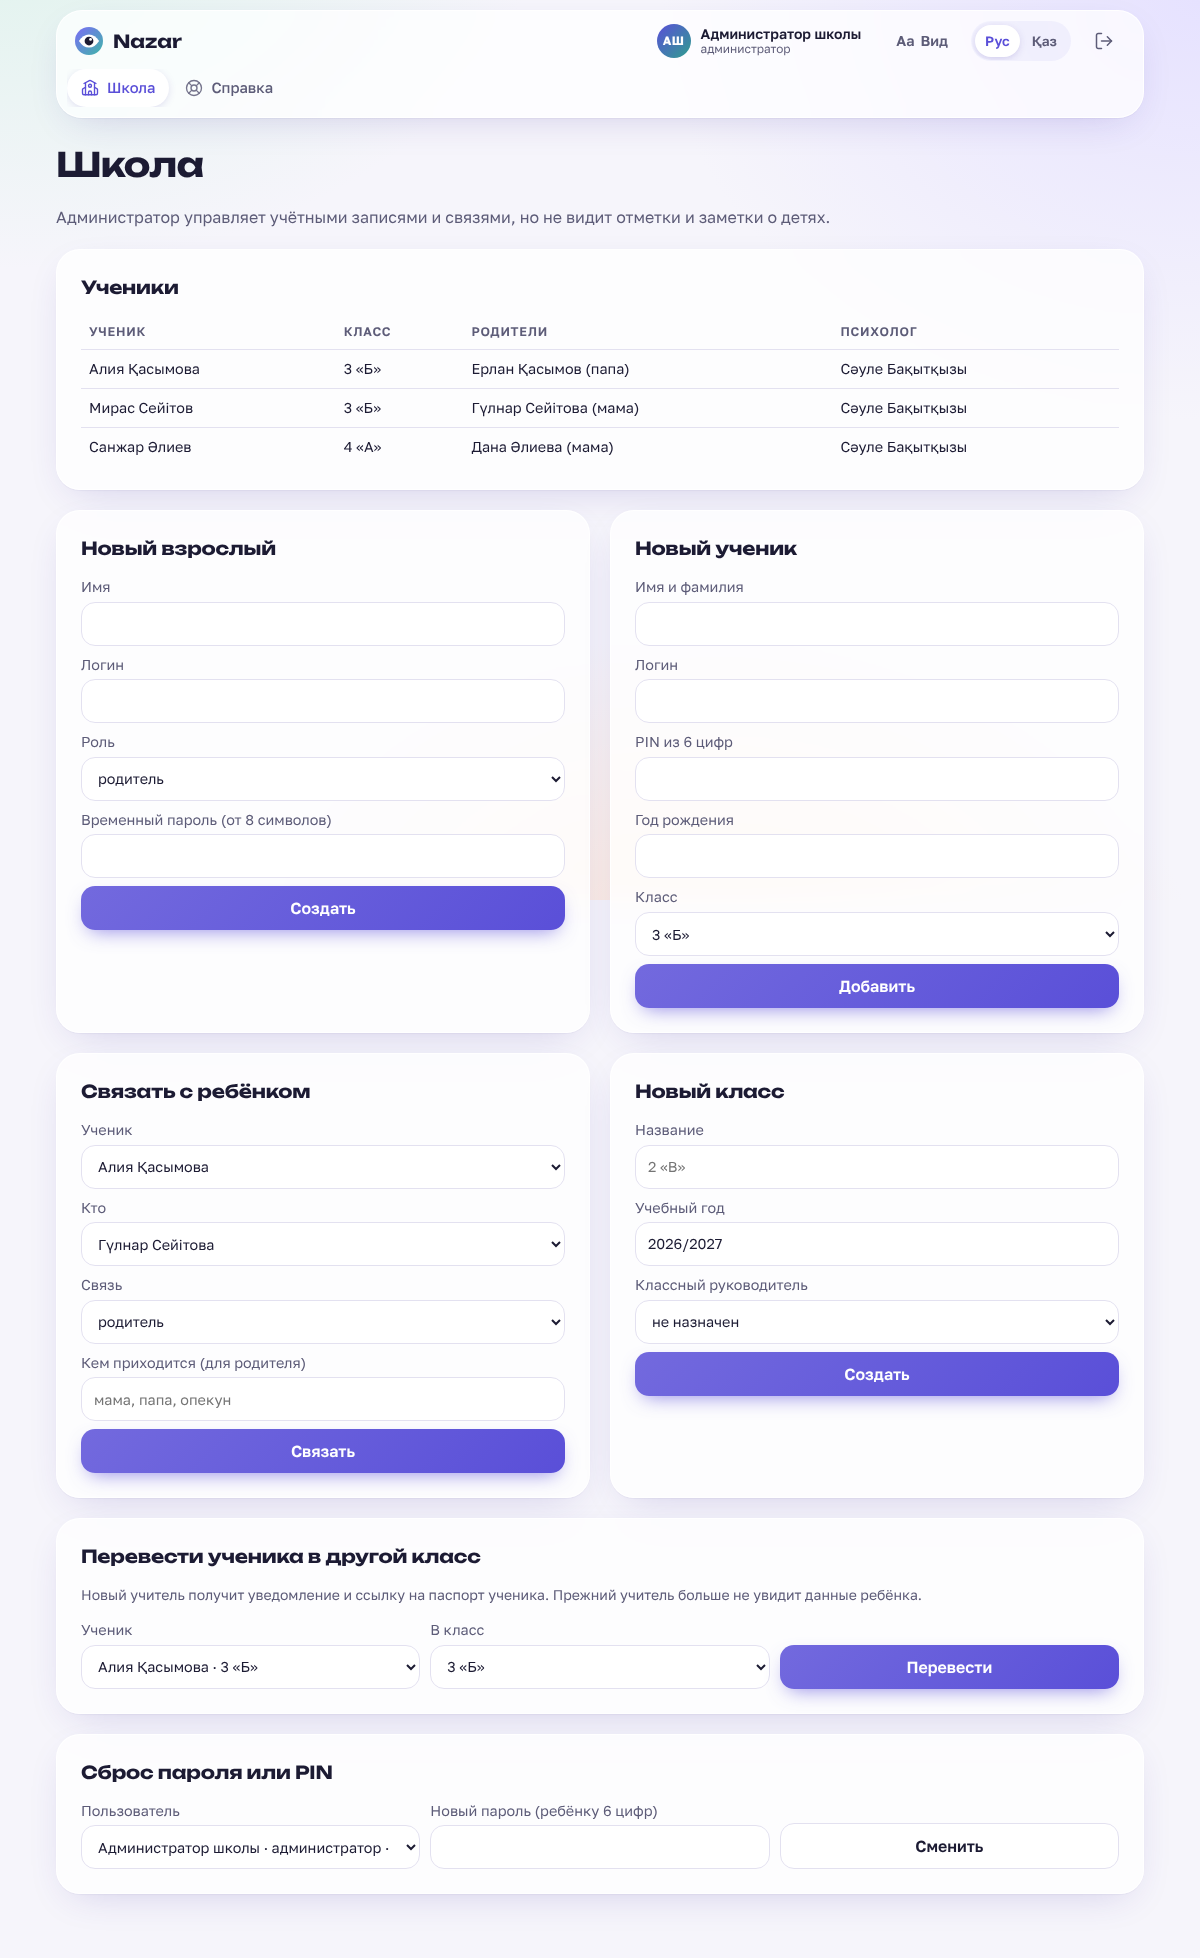 Nazar
АШ
Администратор школы
администратор
Aa Вид
Рус
Қаз
Школа
Справка
Школа
Администратор управляет учётными записями и связями, но не видит отметки и заметки о детях.
Ученики
УЧЕНИК КЛАСС РОДИТЕЛИ ПСИХОЛОГ
Алия Қасымова 3 «Б» Ерлан Қасымов (папа) Сәуле Бақытқызы
Мирас Сейітов 3 «Б» Гүлнар Сейітова (мама) Сәуле Бақытқызы
Санжар Әлиев 4 «А» Дана Әлиева (мама) Сәуле Бақытқызы
Новый взрослый
Имя
Логин
Роль
родитель
Временный пароль (от 8 символов)
Создать
Новый ученик
Имя и фамилия
Логин
PIN из 6 цифр
Год рождения
Класс
3 «Б»
Добавить
Связать с ребёнком
Ученик
Алия Қасымова
Кто
Гүлнар Сейітова
Связь
родитель
Кем приходится (для родителя)
мама, папа, опекун
Связать
Новый класс
Название
2 «В»
Учебный год
2026/2027
Классный руководитель
не назначен
Создать
Перевести ученика в другой класс
Новый учитель получит уведомление и ссылку на паспорт ученика. Прежний учитель больше не увидит данные ребёнка.
Ученик
Алия Қасымова · 3 «Б»
В класс
3 «Б»
Перевести
Сброс пароля или PIN
Пользователь
Администратор школы · администратор ·
Новый пароль (ребёнку 6 цифр)
Сменить